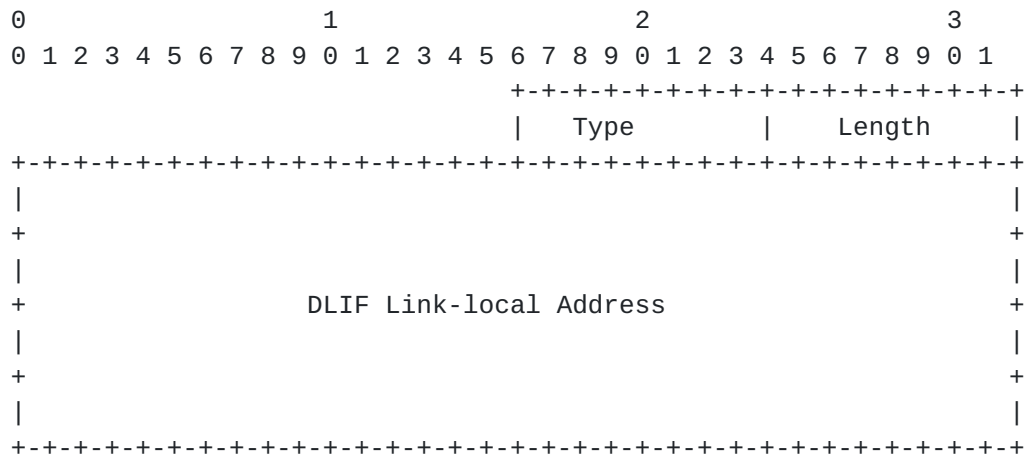 0                   1                   2                   3
0 1 2 3 4 5 6 7 8 9 0 1 2 3 4 5 6 7 8 9 0 1 2 3 4 5 6 7 8 9 0 1
                                +-+-+-+-+-+-+-+-+-+-+-+-+-+-+-+-+
                                |   Type        |    Length     |
+-+-+-+-+-+-+-+-+-+-+-+-+-+-+-+-+-+-+-+-+-+-+-+-+-+-+-+-+-+-+-+-+
|                                                               |
+                                                               +
|                                                               |
+                  DLIF Link-local Address                      +
|                                                               |
+                                                               +
|                                                               |
+-+-+-+-+-+-+-+-+-+-+-+-+-+-+-+-+-+-+-+-+-+-+-+-+-+-+-+-+-+-+-+-+